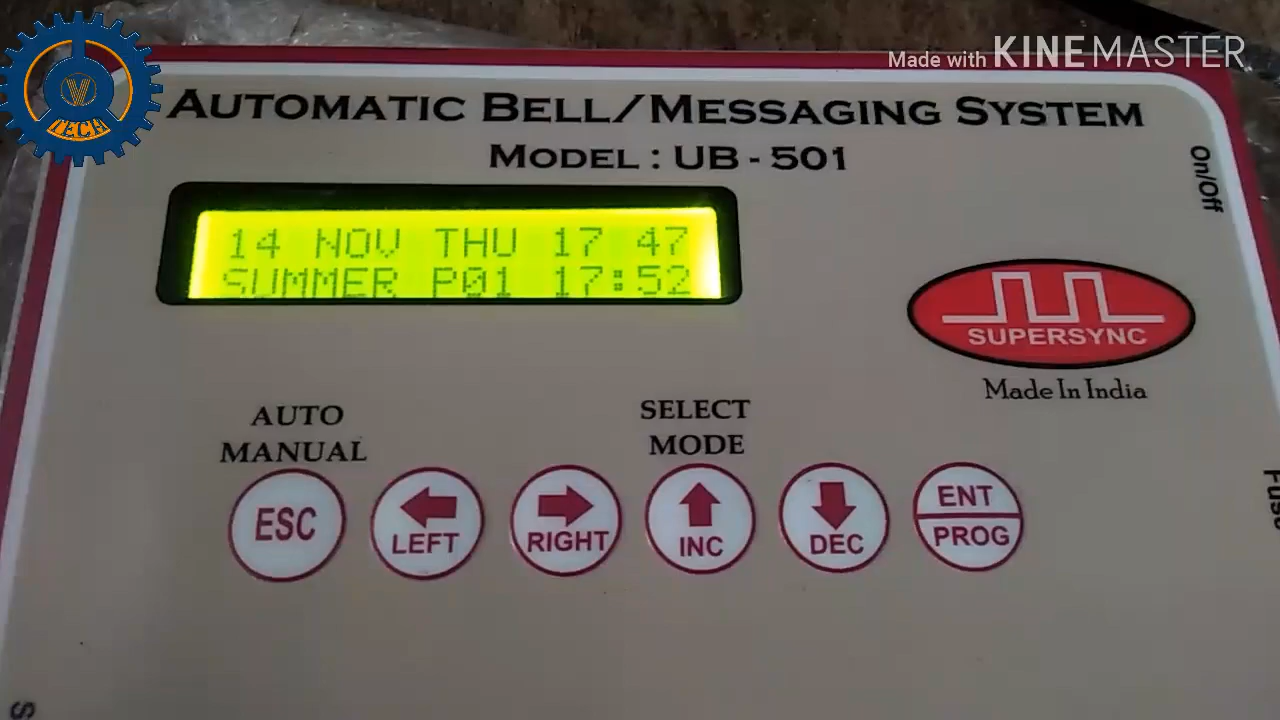 Made with KINEMASTER
V
TECH
AUTOMATIC BELL/MESSAGING SYSTEM
MODEL : UB - 501
On/Off
14 NOV THU 17 47
SUMMER P01 17:52
SUPERSYNC
Made In India
AUTO
MANUAL
SELECT
MODE
ESC
LEFT
RIGHT
INC
DEC
ENT
PROG